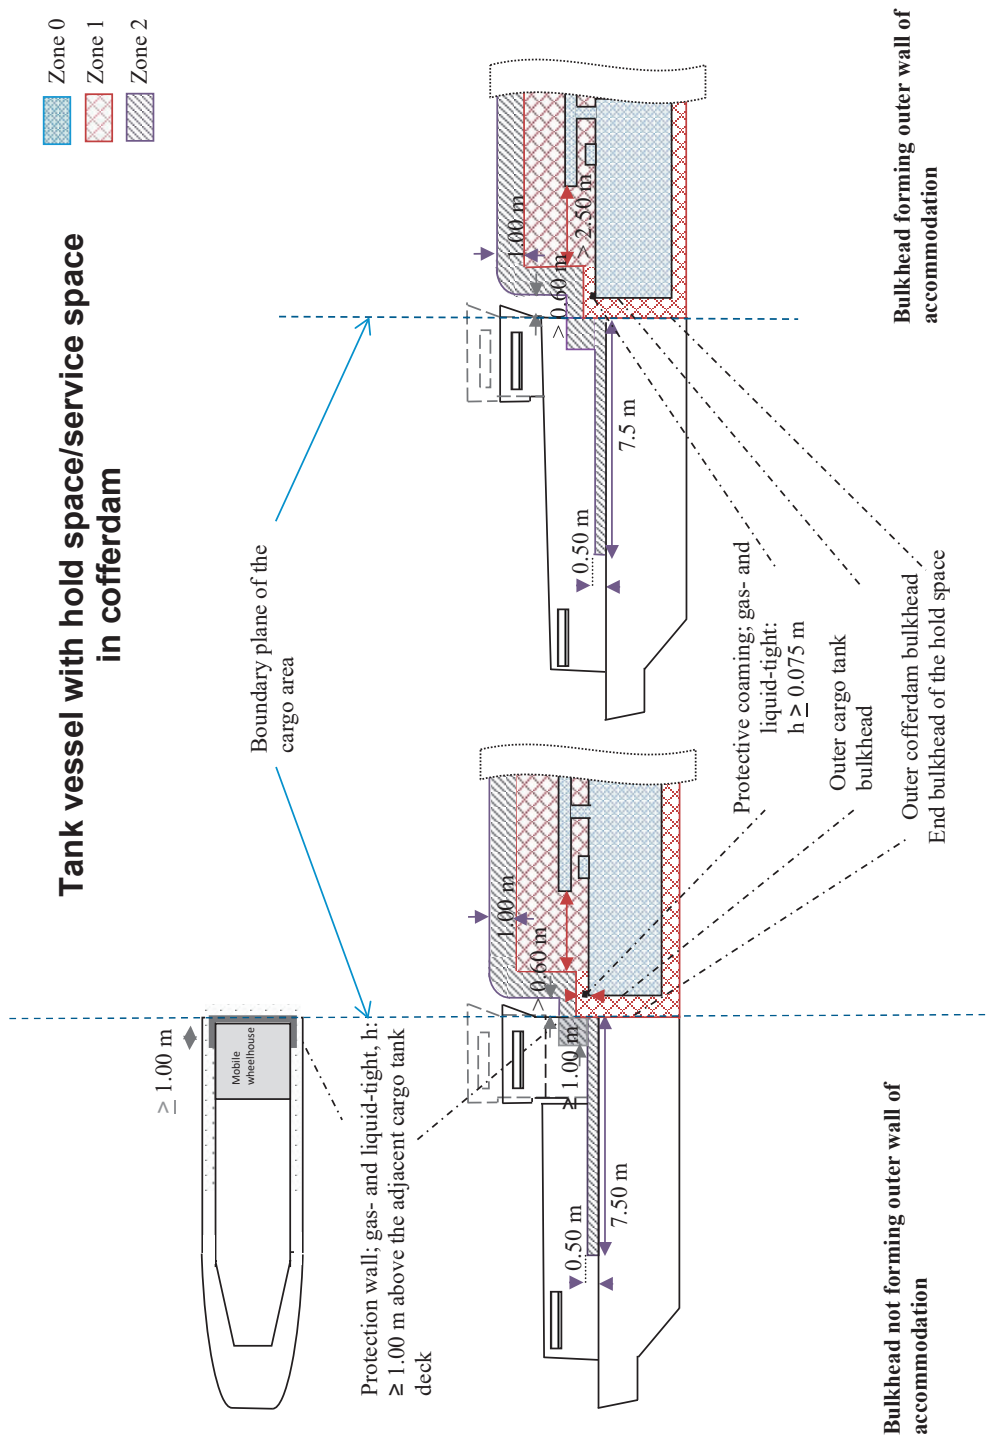 Tank vessel with hold space/service space
in cofferdam
Zone 0
Zone 1
Zone 2
Boundary plane of the
cargo area
≥ 1.00 m
Mobile
wheelhouse
Protection wall; gas- and liquid-tight, h:
≥ 1.00 m above the adjacent cargo tank
deck
1.00 m
> 0.60 m
≥ 1.00 m
0.50 m
7.50 m
1.00 m
> 0.60 m
> 2.50 m
0.50 m
7.5 m
Protective coaming; gas- and
liquid-tight:
h ≥ 0.075 m
Outer cargo tank
bulkhead
Outer cofferdam bulkhead
End bulkhead of the hold space
Bulkhead not forming outer wall of
accommodation
Bulkhead forming outer wall of
accommodation